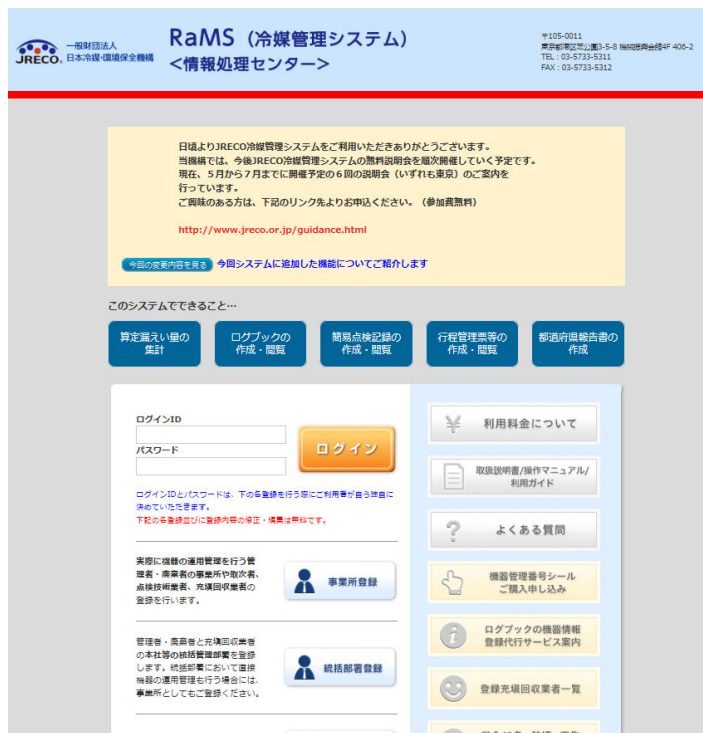 一般財団法人
JRECO. 日本冷媒・環境保全機構
RaMS（冷媒管理システム）
<情報処理センター>
〒105-0011
東京都港区芝公園3-5-8 機械振興会館4F 406-2
TEL : 03-5733-5311
FAX : 03-5733-5312
日頃よりJRECO冷媒管理システムをご利用いただきありがとうございます。
当機構では、今後JRECO冷媒管理システムの無料説明会を順次開催していく予定です。
現在、５月から７月までに開催予定の６回の説明会（いずれも東京）のご案内を
行っています。
ご興味のある方は、下記のリンク先よりお申込ください。（参加費無料）
http://www.jreco.or.jp/guidance.html
今回の変更内容を見る 今回システムに追加した機能についてご紹介します
このシステムでできること…
算定漏えい量の
集計
ログブックの
作成・閲覧
簡易点検記録の
作成・閲覧
行程管理票等の
作成・閲覧
都道府県報告書の
作成
ログインID
パスワード
ログイン
ログインIDとパスワードは、下の各登録を行う際にご利用者が自ら独自に
決めていただきます。
下記の各登録並びに登録内容の修正・編集は無料です。
実際に機器の運用管理を行う管
理者・廃棄者の事業所や取次者、
点検技術業者、充塡回収業者の
登録を行います。
事業所登録
管理者・廃棄者と充塡回収業者
の本社等の統括管理部署を登録
します。統括部署において直接
機器の運用管理も行う場合には、
事業所としてもご登録ください。
統括部署登録
利用料金について
取扱説明書/操作マニュアル/
利用ガイド
よくある質問
機器管理番号シール
ご購入申し込み
ログブックの機器情報
登録代行サービス案内
登録充塡回収業者一覧